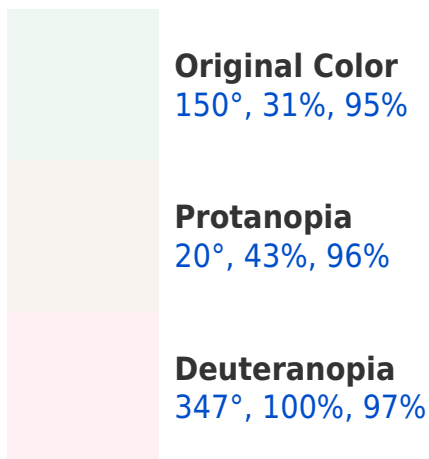 Original Color
150°, 31%, 95%
Protanopia
20°, 43%, 96%
Deuteranopia
347°, 100%, 97%